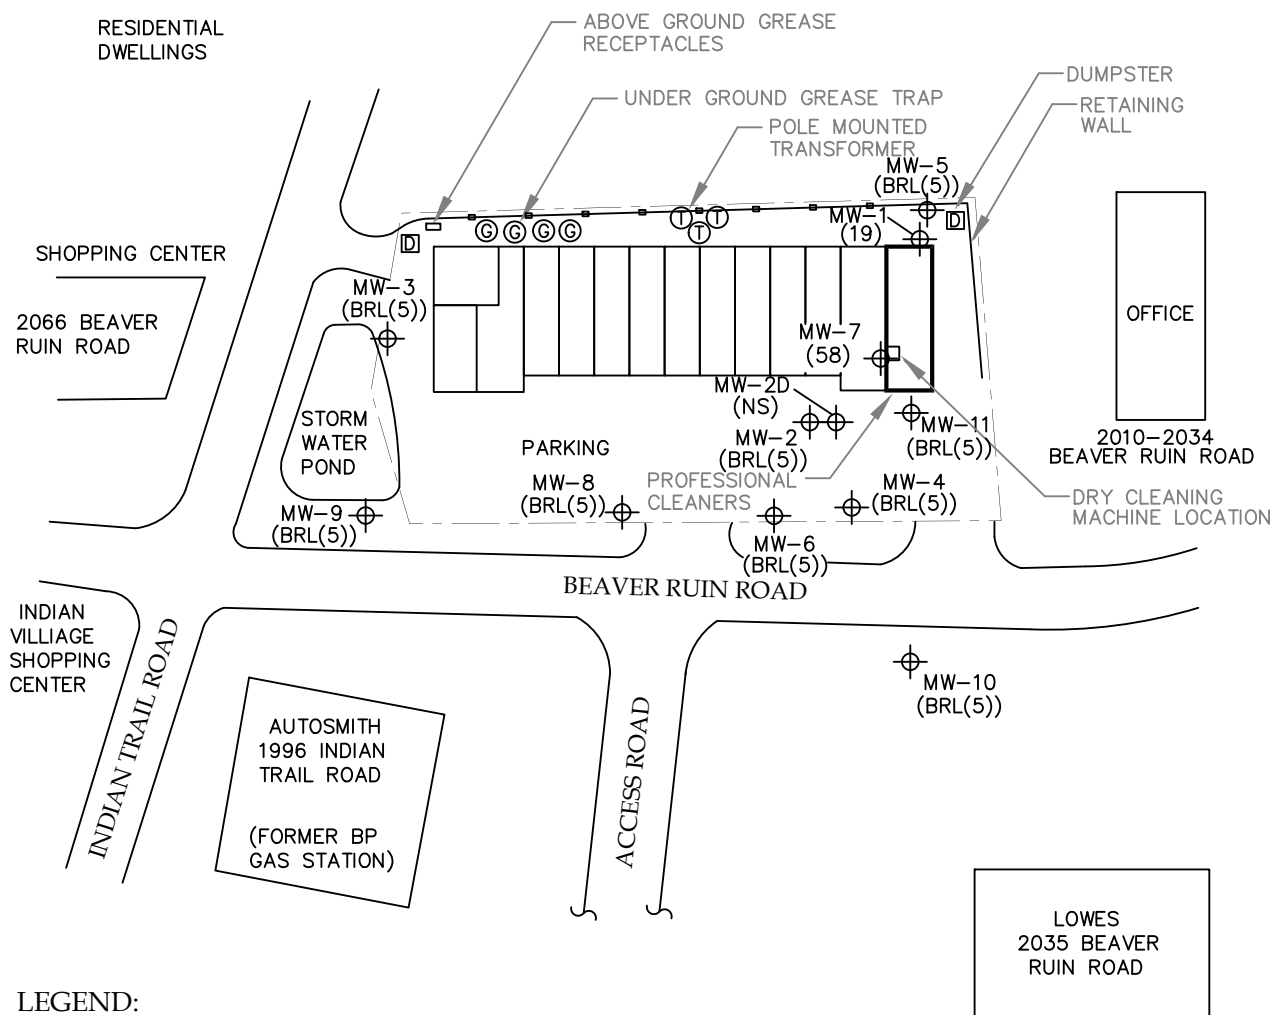 RESIDENTIAL
DWELLINGS
ABOVE GROUND GREASE
RECEPTACLES
UNDER GROUND GREASE TRAP
POLE MOUNTED
TRANSFORMER
DUMPSTER
RETAINING
WALL
MW-5
(BRL(5))
MW-1
(19)
T
T
T
G
G
G
G
D
D
SHOPPING CENTER
2066 BEAVER
RUIN ROAD
MW-3
(BRL(5))
MW-7
(58)
OFFICE
MW-2D
(NS)
MW-2
(BRL(5))
MW-11
(BRL(5))
2010-2034
BEAVER RUIN ROAD
STORM
WATER
POND
PARKING
MW-8
(BRL(5))
PROFESSIONAL
CLEANERS
MW-4
(BRL(5))
DRY CLEANING
MACHINE LOCATION
MW-9
(BRL(5))
MW-6
(BRL(5))
BEAVER RUIN ROAD
INDIAN
VILLIAGE
SHOPPING
CENTER
INDIAN TRAIL ROAD
MW-10
(BRL(5))
AUTOSMITH
1996 INDIAN
TRAIL ROAD
(FORMER BP
GAS STATION)
ACCESS ROAD
LOWES
2035 BEAVER
RUIN ROAD
LEGEND: